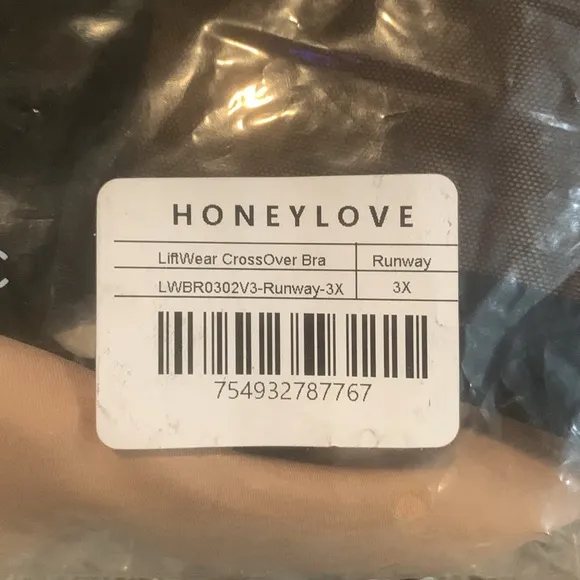 HONEYLOVE
LiftWear CrossOver Bra Runway
LWBR0302V3-Runway-3X 3X
754932787767